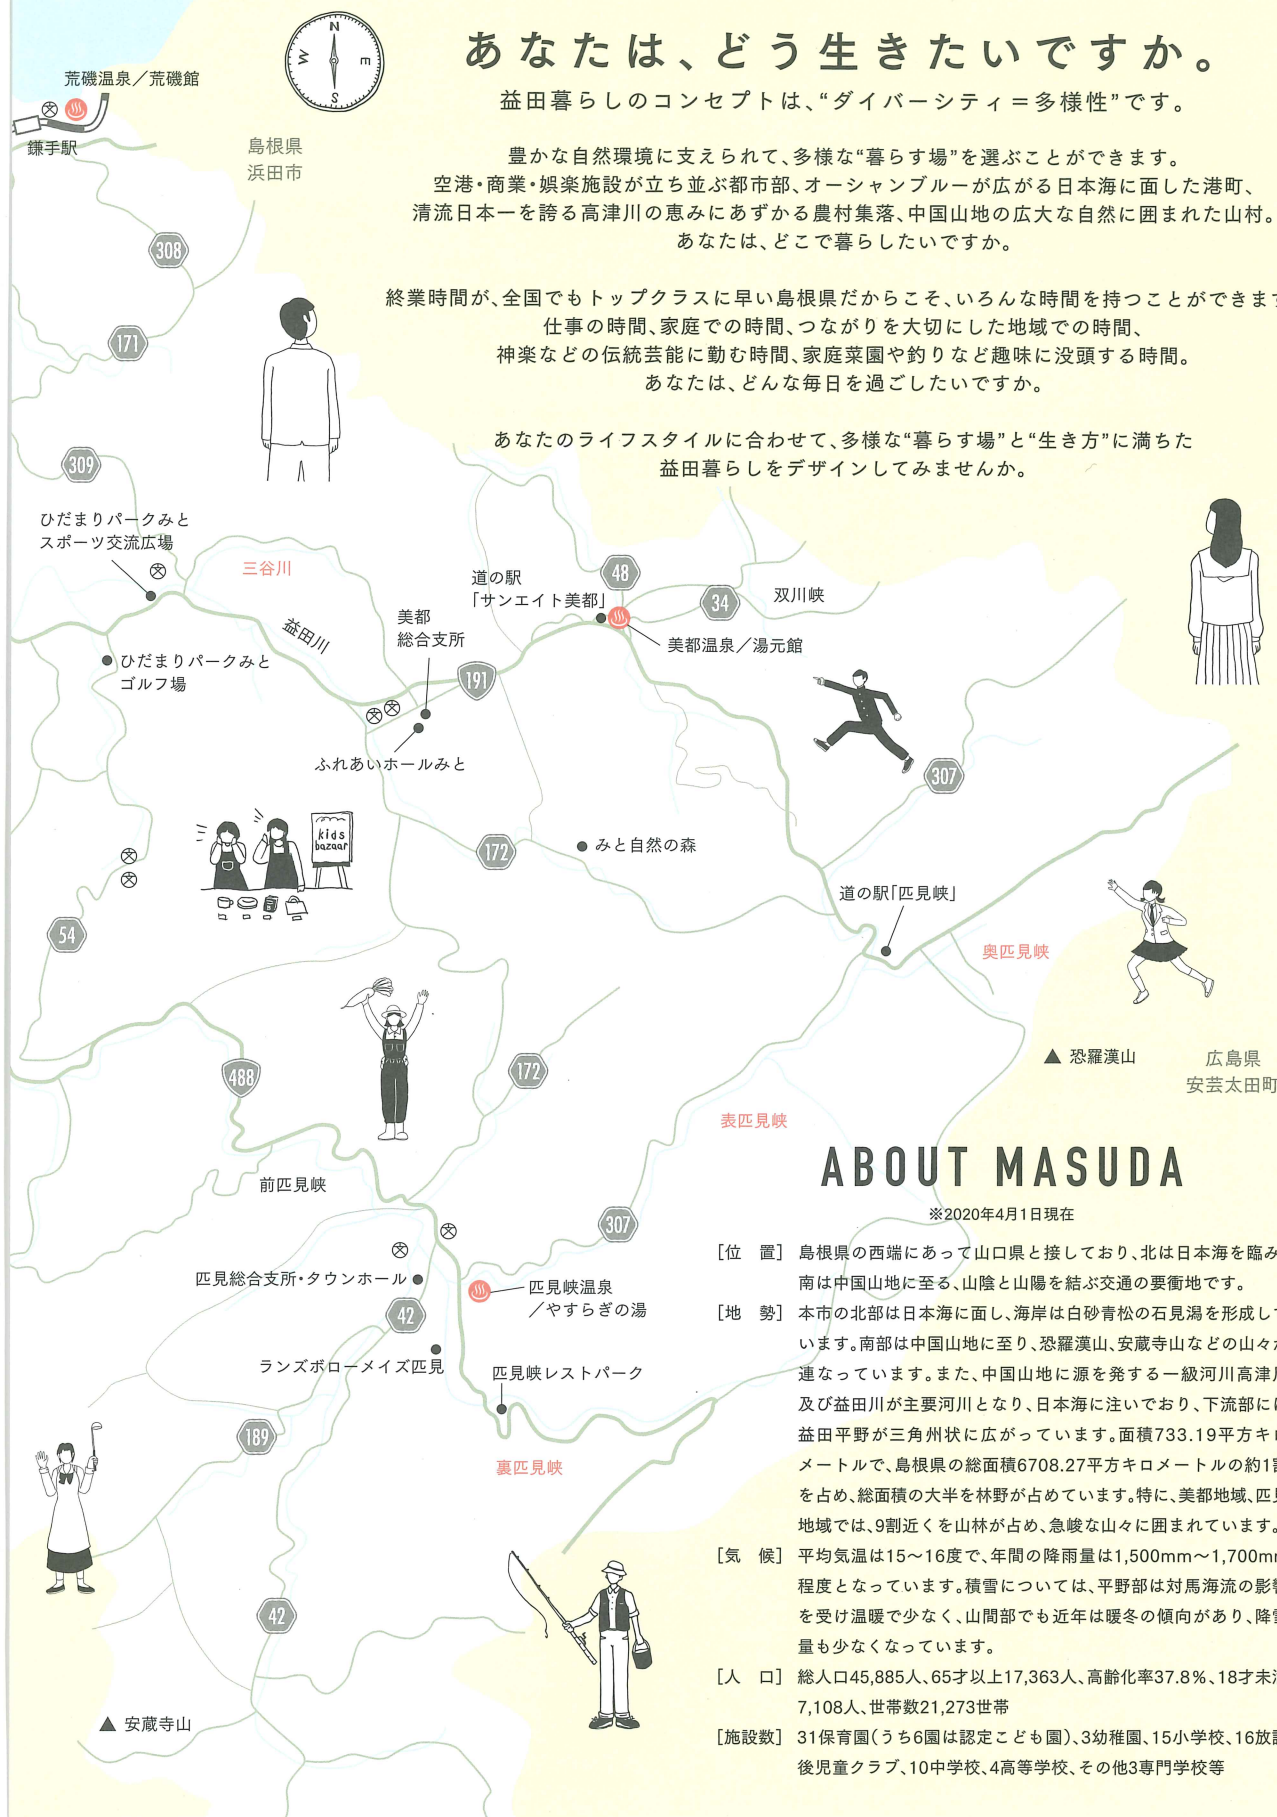 あなたは、どう生きたいですか。
益田暮らしのコンセプトは、“ダイバーシティ＝多様性”です。
豊かな自然環境に支えられて、多様な“暮らす場”を選ぶことができます。
空港・商業・娯楽施設が立ち並ぶ都市部、オーシャンブルーが広がる日本海に面した港町、
清流日本一を誇る高津川の恵みにあずかる農村集落、中国山地の広大な自然に囲まれた山村。
あなたは、どこで暮らしたいですか。
終業時間が、全国でもトップクラスに早い島根県だからこそ、いろんな時間を持つことができます
仕事の時間、家庭での時間、つながりを大切にした地域での時間、
神楽などの伝統芸能に勤む時間、家庭菜園や釣りなど趣味に没頭する時間。
あなたは、どんな毎日を過ごしたいですか。
あなたのライフスタイルに合わせて、多様な“暮らす場”と“生き方”に満ちた
益田暮らしをデザインしてみませんか。
N
W
E
S
荒磯温泉／荒磯館
鎌手駅
島根県
浜田市
308
171
309
ひだまりパークみと
スポーツ交流広場
三谷川
益田川
ひだまりパークみと
ゴルフ場
道の駅
「サンエイト美都」
48
34
双川峡
美都
総合支所
美都温泉／湯元館
191
ふれあいホールみと
307
kids
bazaar
172
みと自然の森
54
道の駅「匹見峡」
奥匹見峡
恐羅漢山
広島県
安芸太田町
488
172
表匹見峡
前匹見峡
307
匹見総合支所・タウンホール
匹見峡温泉
／やすらぎの湯
42
ランズボローメイズ匹見
匹見峡レストパーク
189
裏匹見峡
42
安蔵寺山
ABOUT MASUDA
※2020年4月1日現在
［位　置］ 島根県の西端にあって山口県と接しており、北は日本海を臨み
南は中国山地に至る、山陰と山陽を結ぶ交通の要衝地です。
［地　勢］ 本市の北部は日本海に面し、海岸は白砂青松の石見潟を形成して
います。南部は中国山地に至り、恐羅漢山、安蔵寺山などの山々が
連なっています。また、中国山地に源を発する一級河川高津川
及び益田川が主要河川となり、日本海に注いでおり、下流部には
益田平野が三角州状に広がっています。面積733.19平方キロ
メートルで、島根県の総面積6708.27平方キロメートルの約1割
を占め、総面積の大半を林野が占めています。特に、美都地域、匹見
地域では、9割近くを山林が占め、急峻な山々に囲まれています。
［気　候］ 平均気温は15〜16度で、年間の降雨量は1,500mm〜1,700mm
程度となっています。積雪については、平野部は対馬海流の影響
を受け温暖で少なく、山間部でも近年は暖冬の傾向があり、降雪
量も少なくなっています。
［人　口］ 総人口45,885人、65才以上17,363人、高齢化率37.8%、18才未満
7,108人、世帯数21,273世帯
［施設数］ 31保育園（うち6園は認定こども園）、3幼稚園、15小学校、16放課
後児童クラブ、10中学校、4高等学校、その他3専門学校等